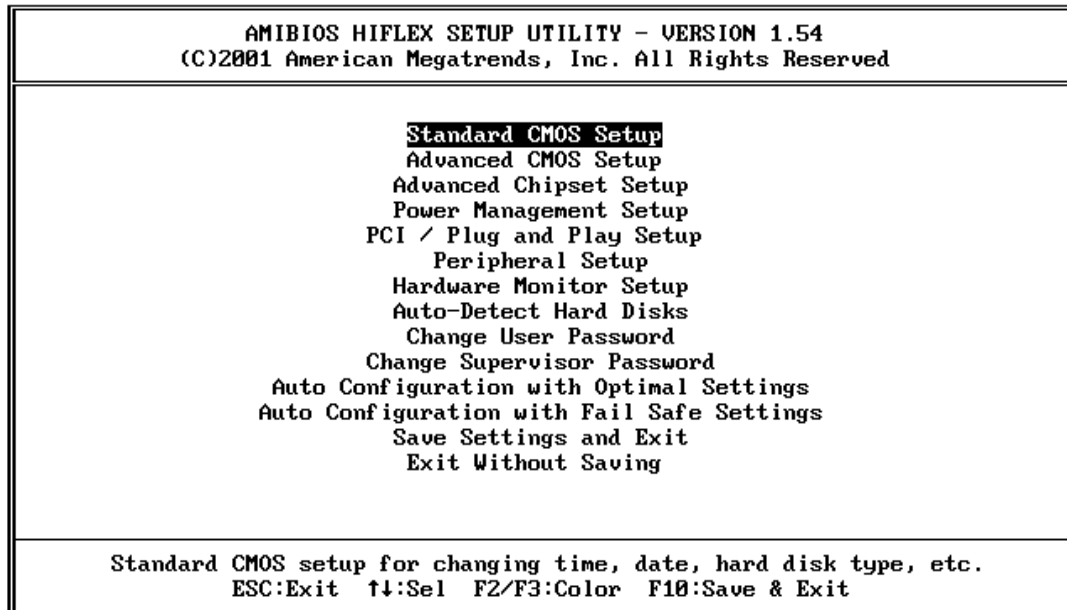 AMIBIOS HIFLEX SETUP UTILITY - VERSION 1.54
(C)2001 American Megatrends, Inc. All Rights Reserved
Standard CMOS Setup
Advanced CMOS Setup
Advanced Chipset Setup
Power Management Setup
PCI / Plug and Play Setup
Peripheral Setup
Hardware Monitor Setup
Auto-Detect Hard Disks
Change User Password
Change Supervisor Password
Auto Configuration with Optimal Settings
Auto Configuration with Fail Safe Settings
Save Settings and Exit
Exit Without Saving
Standard CMOS setup for changing time, date, hard disk type, etc.
ESC:Exit ↑↓:Sel F2/F3:Color F10:Save & Exit